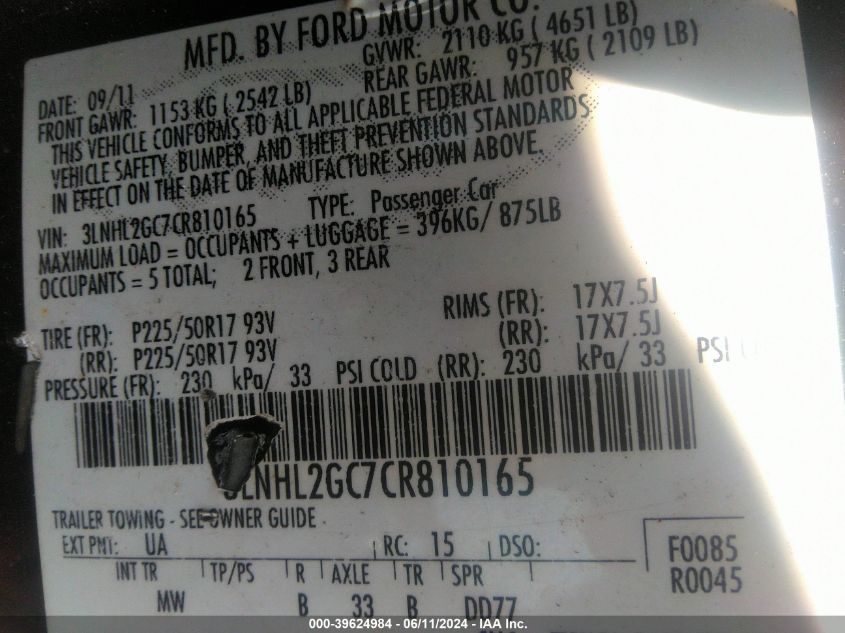 MFD. BY FORD MOTOR CO.
DATE: 09/11 GVWR: 2110 KG ( 4651 LB)
FRONT GAWR: 1153 KG ( 2542 LB) REAR GAWR: 957 KG ( 2109 LB)
THIS VEHICLE CONFORMS TO ALL APPLICABLE FEDERAL MOTOR
VEHICLE SAFETY, BUMPER, AND THEFT PREVENTION STANDARDS
IN EFFECT ON THE DATE OF MANUFACTURE SHOWN ABOVE.
VIN: 3LNHL2GC7CR810165 TYPE: Passenger Car
MAXIMUM LOAD = OCCUPANTS + LUGGAGE = 396KG/ 875LB
OCCUPANTS = 5 TOTAL; 2 FRONT, 3 REAR
TIRE (FR): P225/50R17 93V RIMS (FR): 17X7.5J
(RR): P225/50R17 93V (RR): 17X7.5J
PRESSURE (FR): 230 kPa/ 33 PSI COLD (RR): 230 kPa/ 33 PSI
3LNHL2GC7CR810165
TRAILER TOWING - SEE OWNER GUIDE
EXT PNT: UA RC: 15 DSO: F0085
INT TR TP/PS R AXLE TR SPR R0045
MW B 33 B DD77
000-39624984 - 06/11/2024 - IAA Inc.